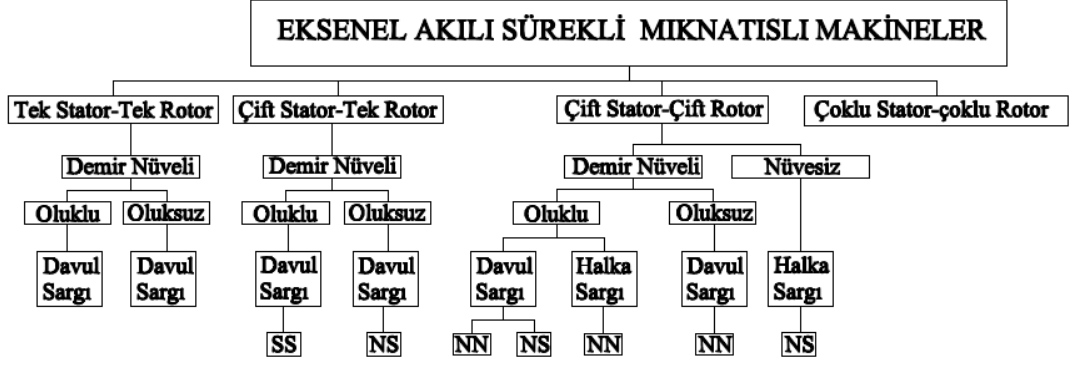 EKSENEL AKILI SÜREKLİ MIKNATISLI MAKİNELER
Tek Stator-Tek Rotor
Çift Stator-Tek Rotor
Çift Stator-Çift Rotor
Çoklu Stator-çoklu Rotor
Demir Nüveli
Demir Nüveli
Demir Nüveli
Nüvesiz
Oluklu
Oluksuz
Oluklu
Oluksuz
Oluklu
Oluksuz
Davul
Sargı
Davul
Sargı
Davul
Sargı
Davul
Sargı
Davul
Sargı
Halka
Sargı
Davul
Sargı
Halka
Sargı
SS
NS
NN
NS
NN
NN
NS